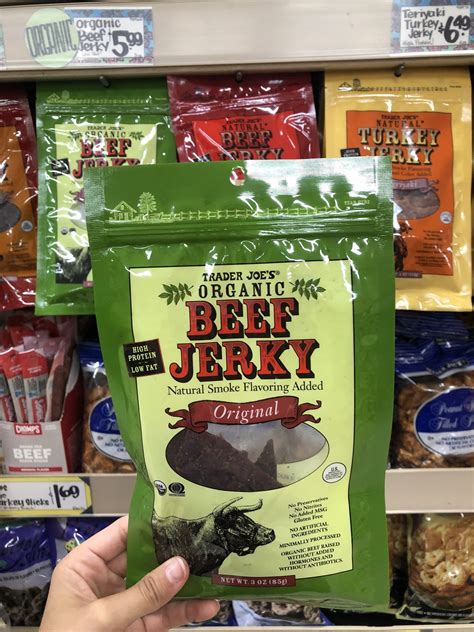 ORGANIC
Organic
Beef
Jerky
$5.99
Teriyaki
Turkey
Jerky
$6.49
TRADER JOE'S
ORGANIC
BEEF
JERKY
TRADER JOE'S
NATURAL
BEEF
JERKY
TRADER JOE'S
NATURAL
TURKEY
JERKY
Teriyaki
TRADER JOE'S
ORGANIC
BEEF
JERKY
HIGH
PROTEIN
LOW FAT
Natural Smoke Flavoring Added
Original
No Preservatives
No Nitrites
No Added MSG
Gluten Free
NO ARTIFICIAL
INGREDIENTS
MINIMALLY PROCESSED
ORGANIC BEEF RAISED
WITHOUT ADDED
HORMONES AND
WITHOUT ANTIBIOTICS.
NET WT. 3 OZ (85g)
CHOMPS
BEEF
Turkey Sticks
$1.69
Peanut
Filled